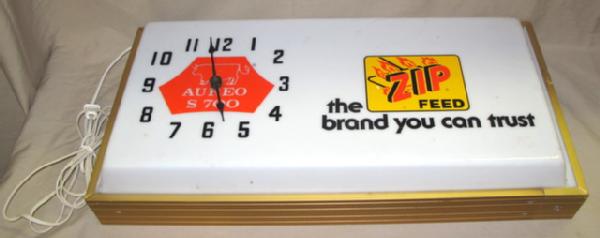 11 12 1
10 2
9 3
8 4
7 6 5
AUREO
S 700
ZIP
FEED
the
brand you can trust